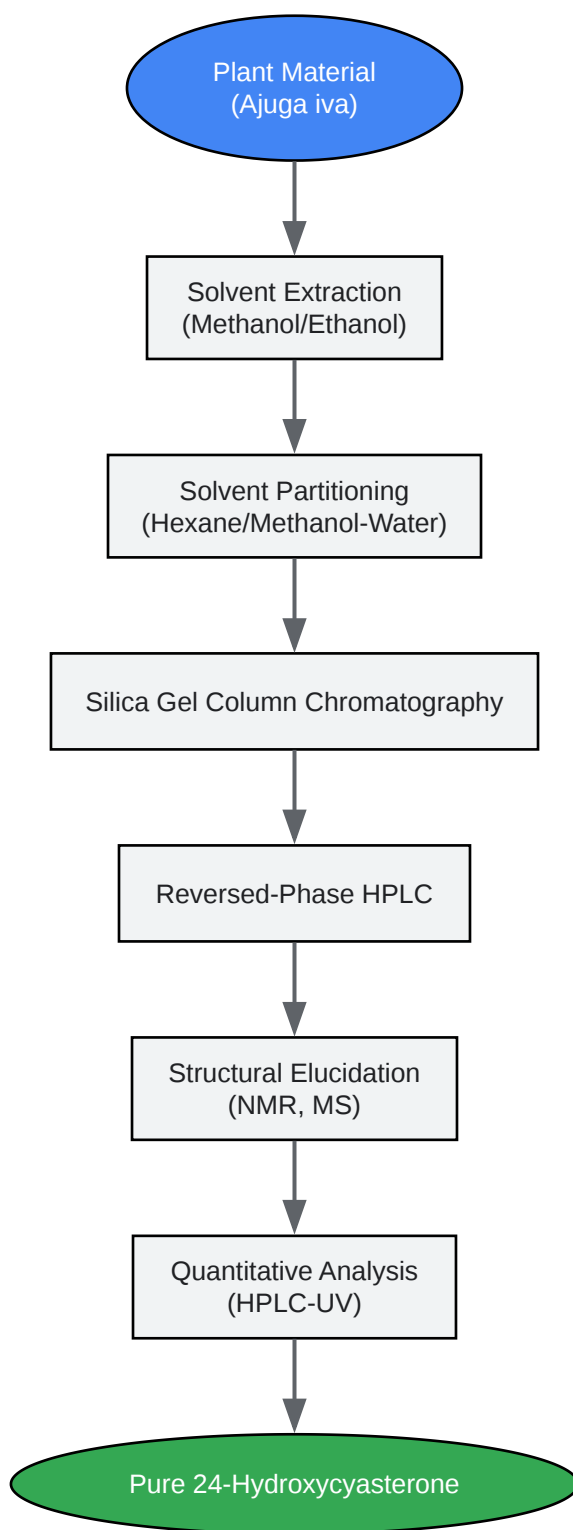 Plant Material
(Ajuga iva)
Solvent Extraction
(Methanol/Ethanol)
Solvent Partitioning
(Hexane/Methanol-Water)
Silica Gel Column Chromatography
Reversed-Phase HPLC
Structural Elucidation
(NMR, MS)
Quantitative Analysis
(HPLC-UV)
Pure 24-Hydroxycyasterone